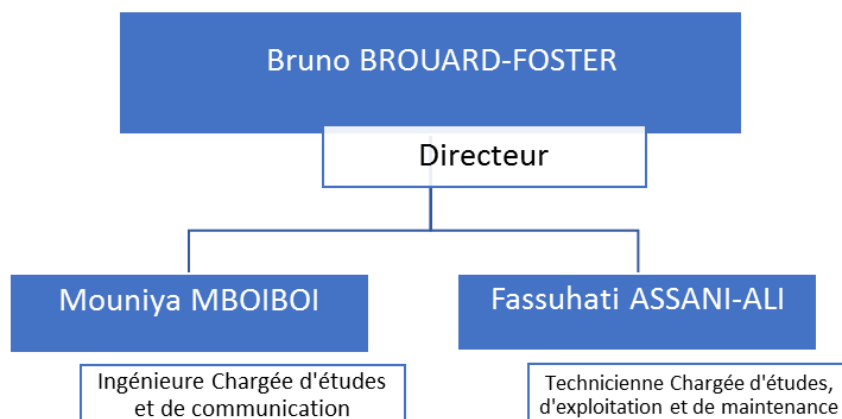 Bruno BROUARD-FOSTER
Directeur
Mouniya MBOIBOI
Ingénieure Chargée d'études
et de communication
Fassuhati ASSANI-ALI
Technicienne Chargée d'études,
d'exploitation et de maintenance